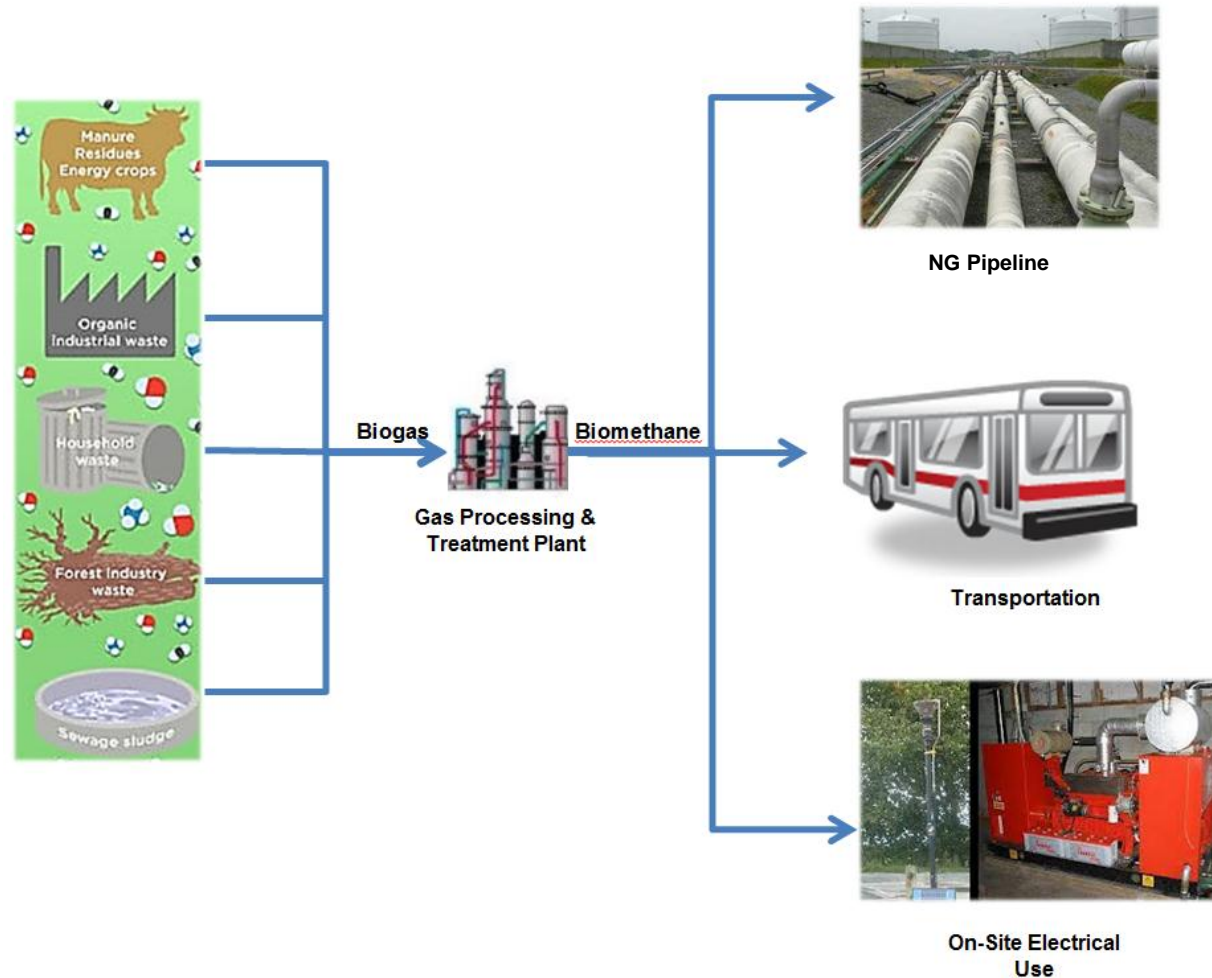 Manure
Residues
Energy crops
Organic
Industrial waste
Household
waste
Forest Industry
waste
Sewage sludge
Biogas
Gas Processing &
Treatment Plant
Biomethane
NG Pipeline
Transportation
On-Site Electrical
Use